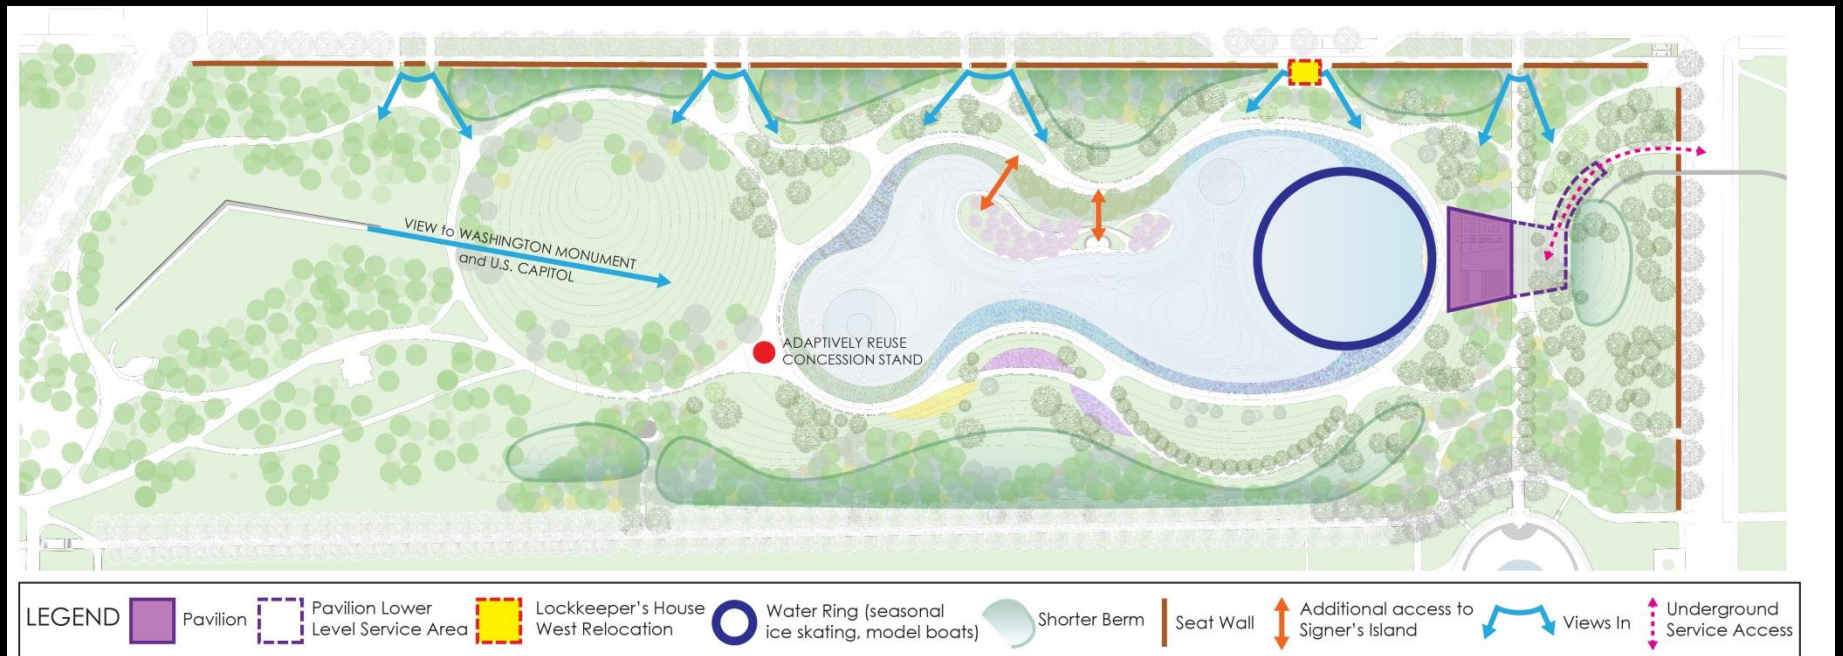 VIEW to WASHINGTON MONUMENT
and U.S. CAPITOL
ADAPTIVELY REUSE
CONCESSION STAND
LEGEND
Pavilion
Pavilion Lower
Level Service Area
Lockkeeper's House
West Relocation
Water Ring (seasonal
ice skating, model boats)
Shorter Berm
Seat Wall
Additional access to
Signer's Island
Views In
Underground
Service Access